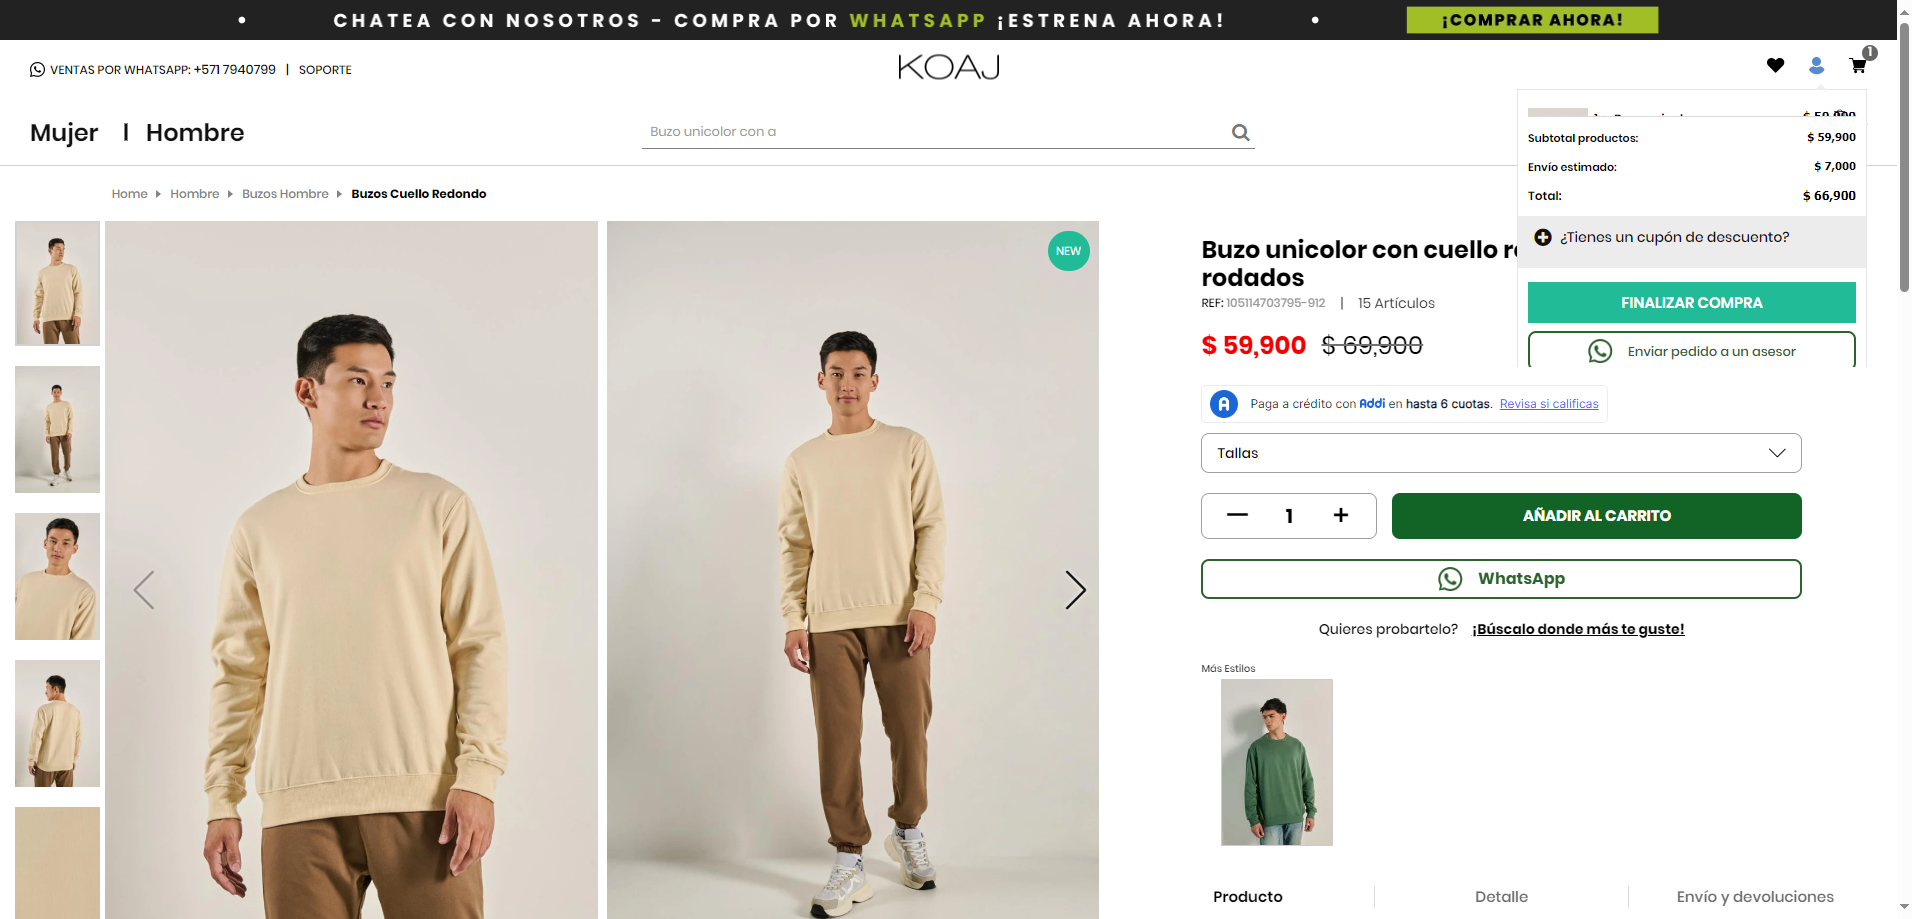 CHATEA CON NOSOTROS - COMPRA POR WHATSAPP ¡ESTRENA AHORA!
¡COMPRAR AHORA!
VENTAS POR WHATSAPP: +571 7940799 | SOPORTE
KOAJ
1
Mujer | Hombre
Buzo unicolor con a
$ 59,900
Subtotal productos: $ 59,900
Envío estimado: $ 7,000
Total: $ 66,900
¿Tienes un cupón de descuento?
FINALIZAR COMPRA
Enviar pedido a un asesor
Home Hombre Buzos Hombre Buzos Cuello Redondo
NEW
Buzo unicolor con cuello
rodados
REF: 105114703795-912 | 15 Artículos
$ 59,900 $ 69,900
Paga a crédito con Addi en hasta 6 cuotas. Revisa si calificas
Tallas
1
AÑADIR AL CARRITO
WhatsApp
Quieres probartelo? ¡Búscalo donde más te guste!
Más Estilos
Producto
Detalle
Envío y devoluciones